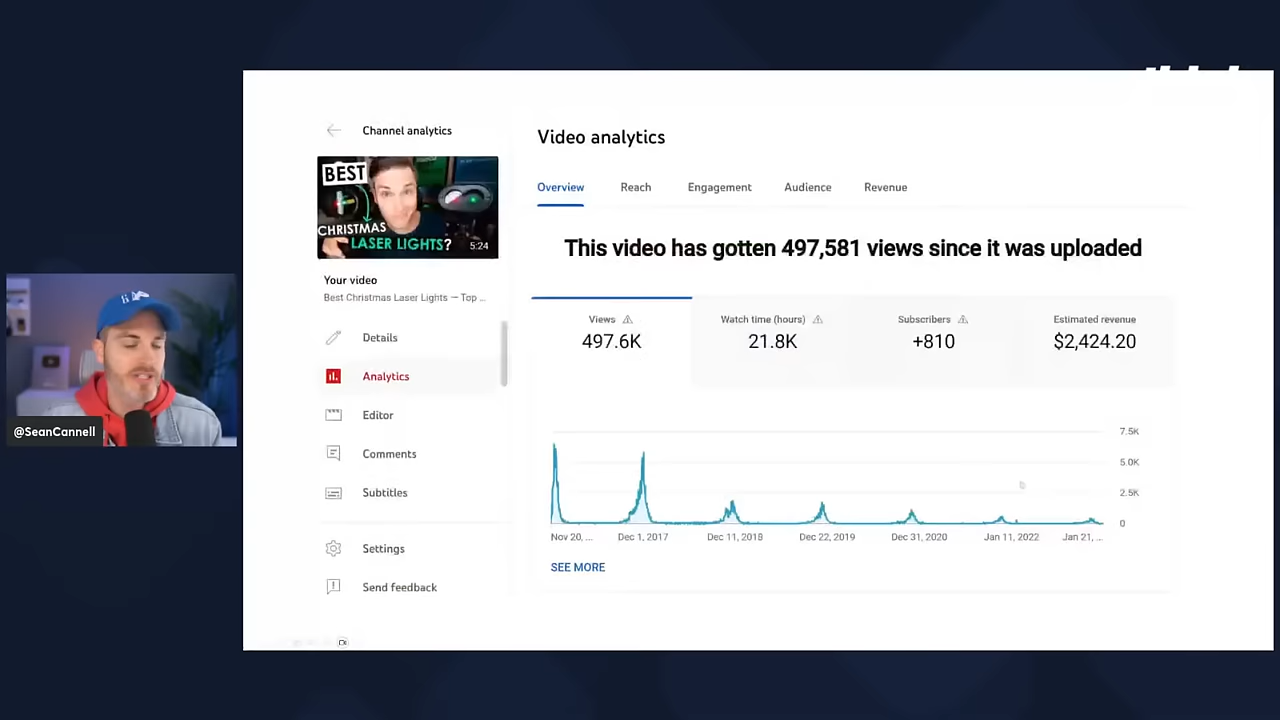 Channel analytics
BEST
CHRISTMAS
LASER LIGHTS?
5:24
Your video
Best Christmas Laser Lights — Top ...
Details
Analytics
Editor
Comments
Subtitles
Settings
Send feedback
Video analytics
Overview Reach Engagement Audience Revenue
This video has gotten 497,581 views since it was uploaded
Views Watch time (hours) Subscribers Estimated revenue
497.6K 21.8K +810 $2,424.20
7.5K
5.0K
2.5K
0
Nov 20, ... Dec 1, 2017 Dec 11, 2018 Dec 22, 2019 Dec 31, 2020 Jan 11, 2022 Jan 21, ...
SEE MORE
@SeanCannell